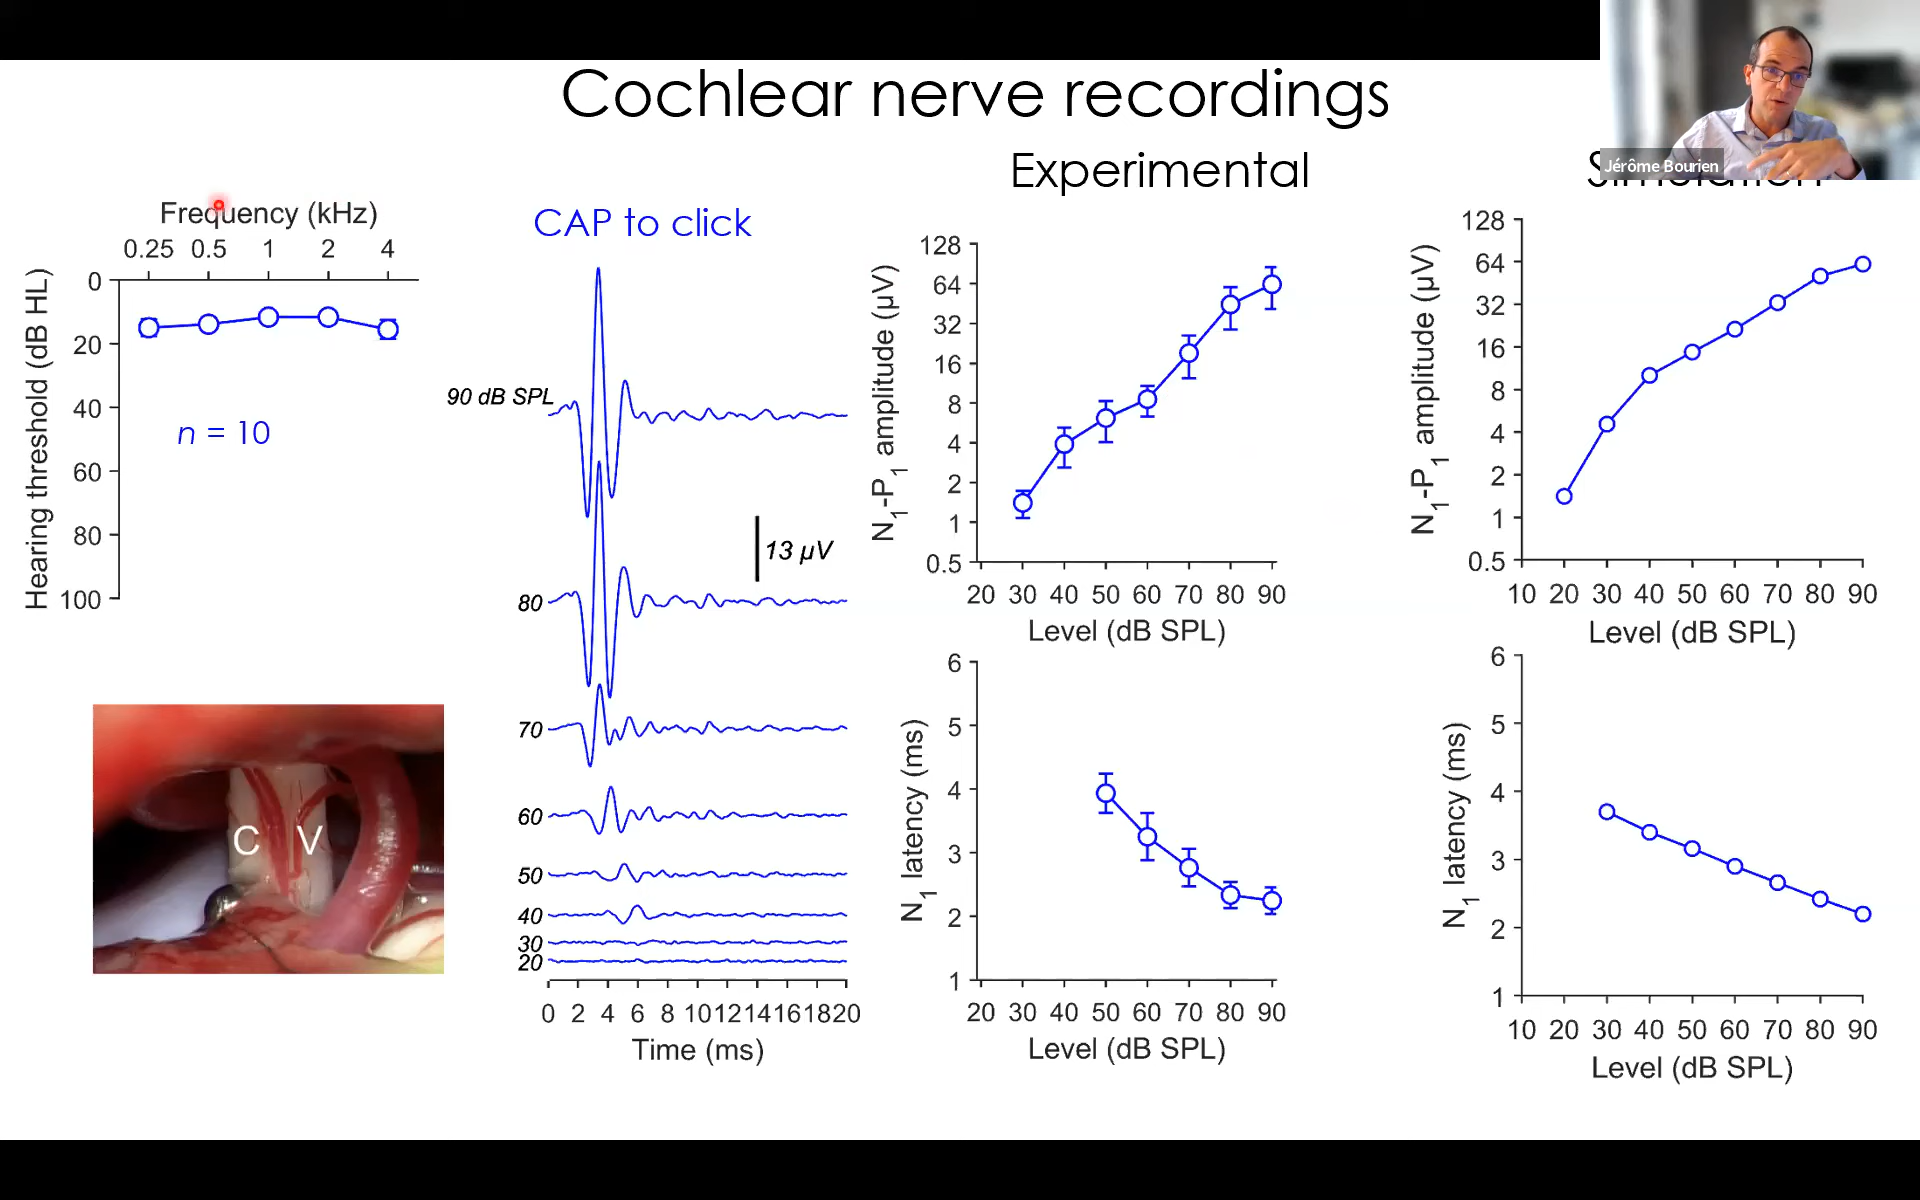 Cochlear nerve recordings
Jérôme Bourien
Experimental
Simulation
Frequency (kHz)
0.25 0.5 1 2 4
Hearing threshold (dB HL)
0
20
40
60
80
100
n = 10
C V
CAP to click
90 dB SPL
80
70
60
50
40
30
20
13 µV
0 2 4 6 8 10 12 14 16 18 20
Time (ms)
N1-P1 amplitude (µV)
128
64
32
16
8
4
2
1
0.5
20 30 40 50 60 70 80 90
Level (dB SPL)
N1 latency (ms)
6
5
4
3
2
1
20 30 40 50 60 70 80 90
Level (dB SPL)
N1-P1 amplitude (µV)
128
64
32
16
8
4
2
1
0.5
10 20 30 40 50 60 70 80 90
Level (dB SPL)
N1 latency (ms)
6
5
4
3
2
1
10 20 30 40 50 60 70 80 90
Level (dB SPL)